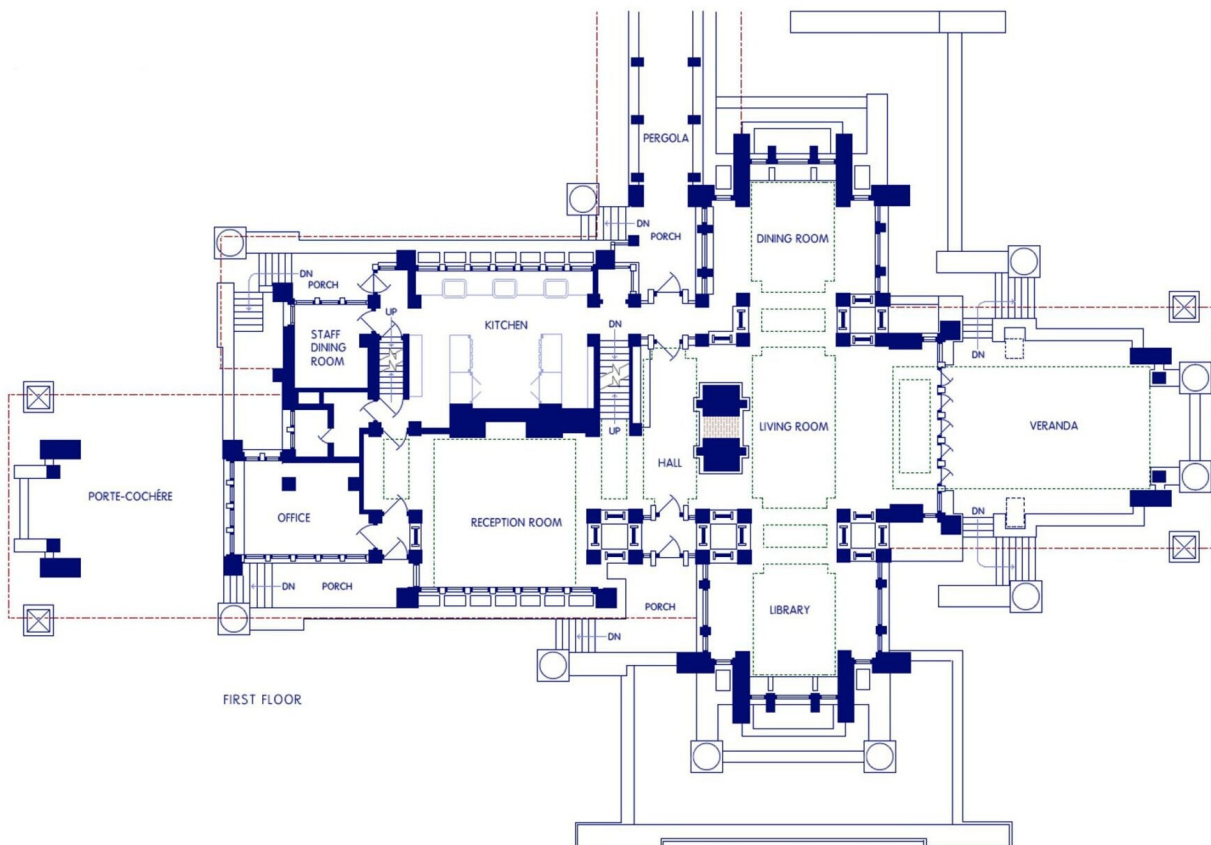 PERGOLA
DN
PORCH
DINING ROOM
DN
PORCH
UP
KITCHEN
DN
STAFF
DINING
ROOM
DN
PORTE-COCHÉRE
OFFICE
RECEPTION ROOM
UP
HALL
LIVING ROOM
VERANDA
DN
DN
PORCH
PORCH
DN
LIBRARY
FIRST FLOOR